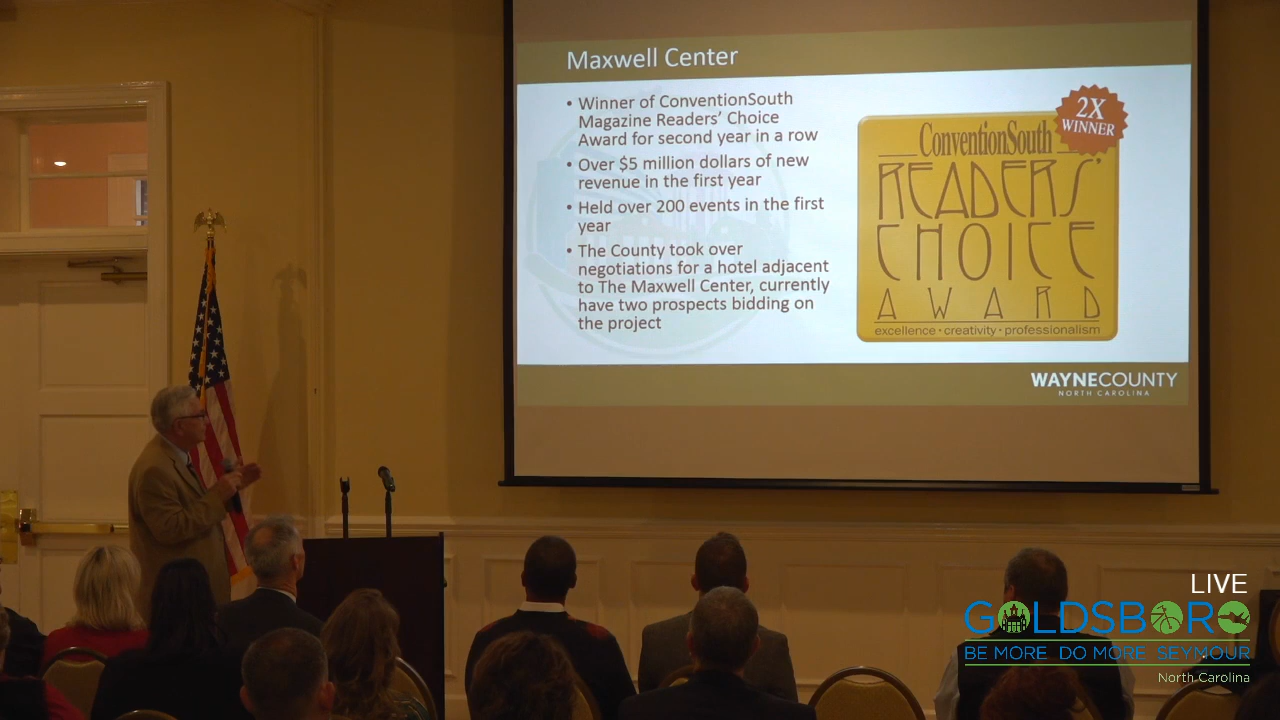 Maxwell Center
• Winner of ConventionSouth
Magazine Readers' Choice
Award for second year in a row
• Over $5 million dollars of new
revenue in the first year
• Held over 200 events in the first
year
• The County took over
negotiations for a hotel adjacent
to The Maxwell Center, currently
have two prospects bidding on
the project
2X
WINNER
ConventionSouth
READERS'
CHOICE
AWARD
excellence • creativity • professionalism
WAYNECOUNTY
NORTH CAROLINA
LIVE
GOLDSBORO
BE MORE DO MORE SEYMOUR
North Carolina